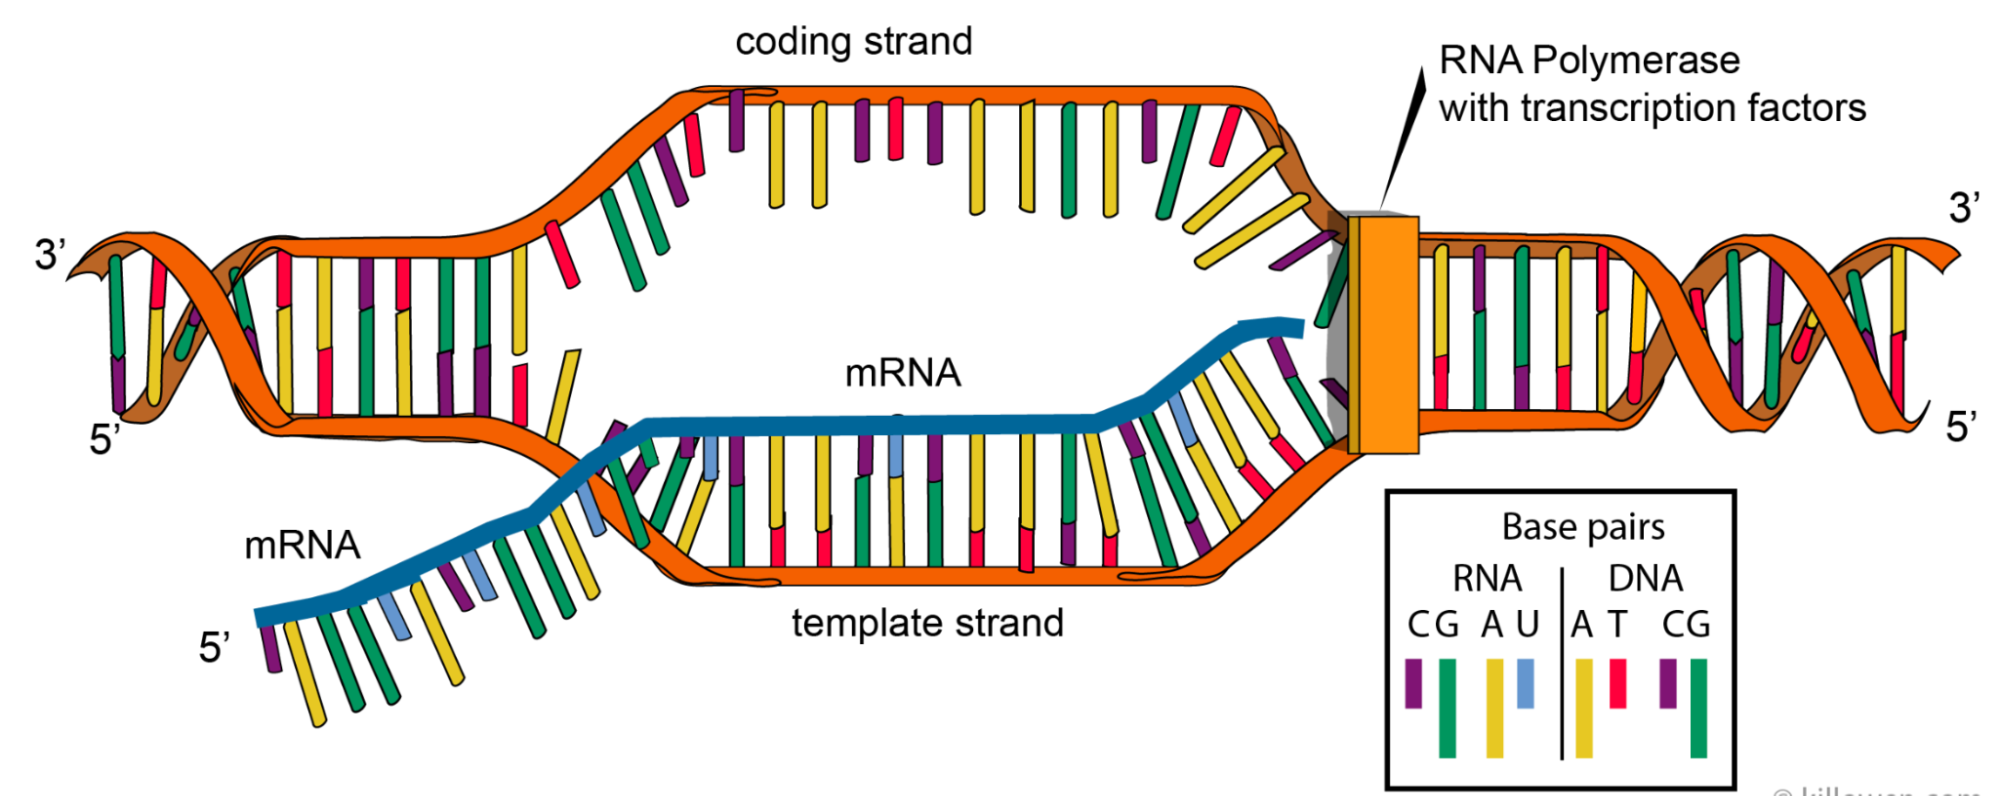 coding strand
RNA Polymerase
with transcription factors
3’
3’
5’
5’
mRNA
mRNA
5’
template strand
Base pairs
RNA DNA
C G A U A T C G